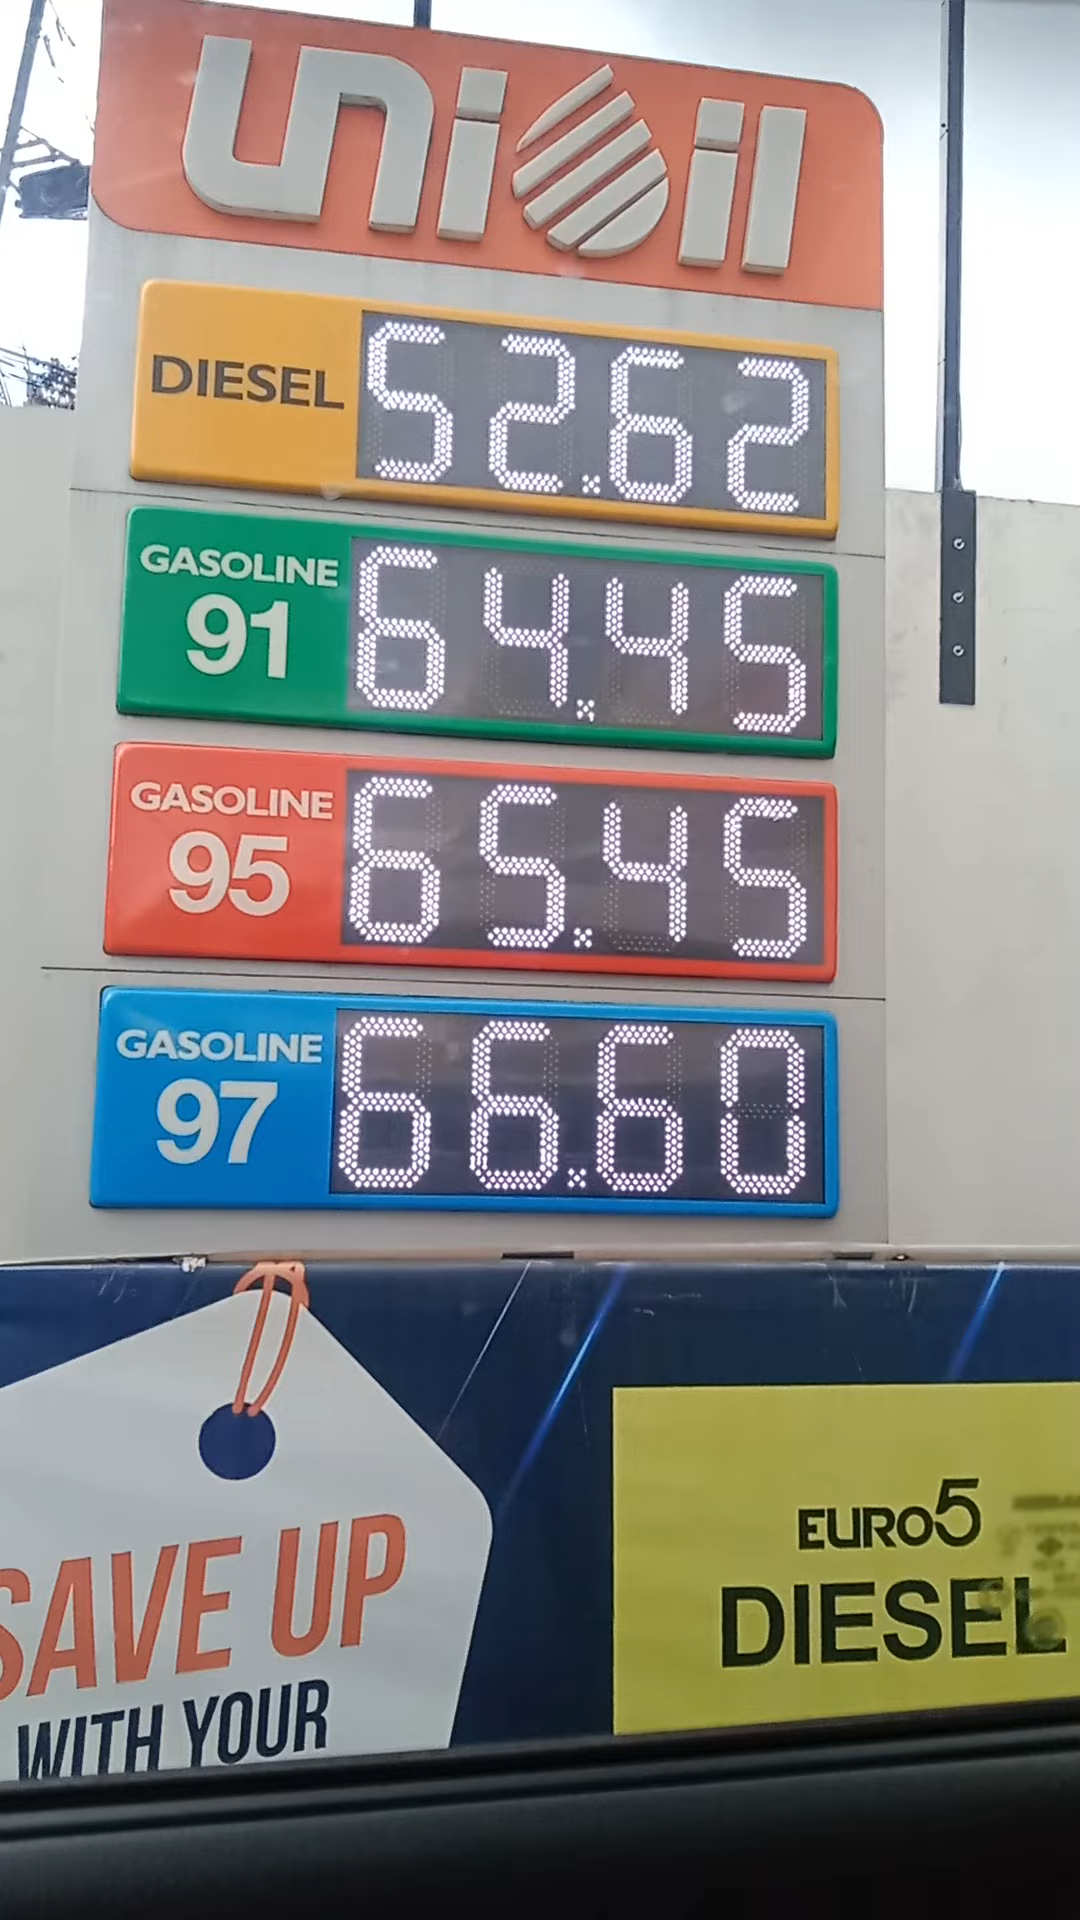 unioil
DIESEL 52.62
GASOLINE
91 64.45
GASOLINE
95 65.45
GASOLINE
97 66.60
SAVE UP
WITH YOUR
EURO5
DIESEL